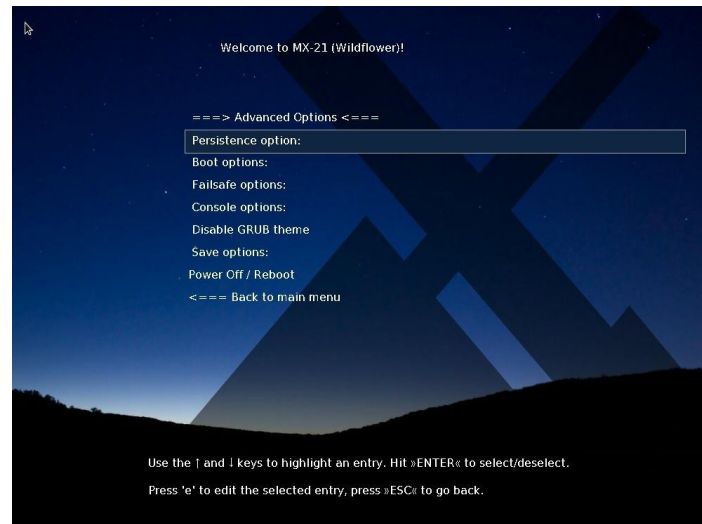 Welcome to MX-21 (Wildflower)!
===> Advanced Options <===
Persistence option:
Boot options:
Failsafe options:
Console options:
Disable GRUB theme
Save options:
Power Off / Reboot
<=== Back to main menu
Use the ↑ and ↓ keys to highlight an entry. Hit »ENTER« to select/deselect.
Press 'e' to edit the selected entry, press »ESC« to go back.